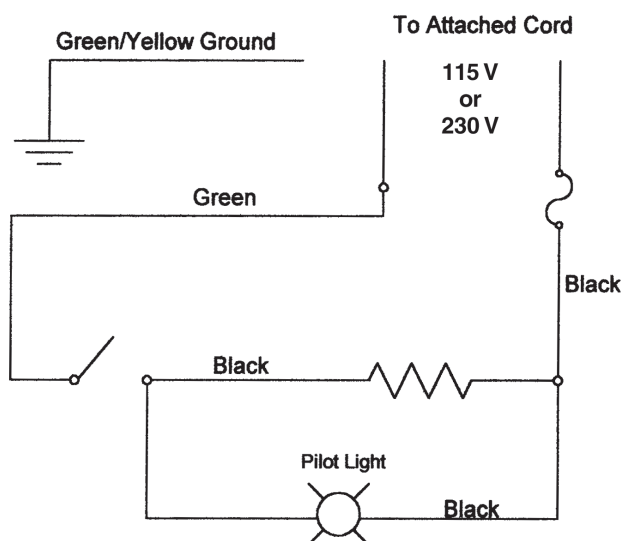 To Attached Cord
Green/Yellow Ground
115 V
or
230 V
Green
Black
Black
Pilot Light
Black